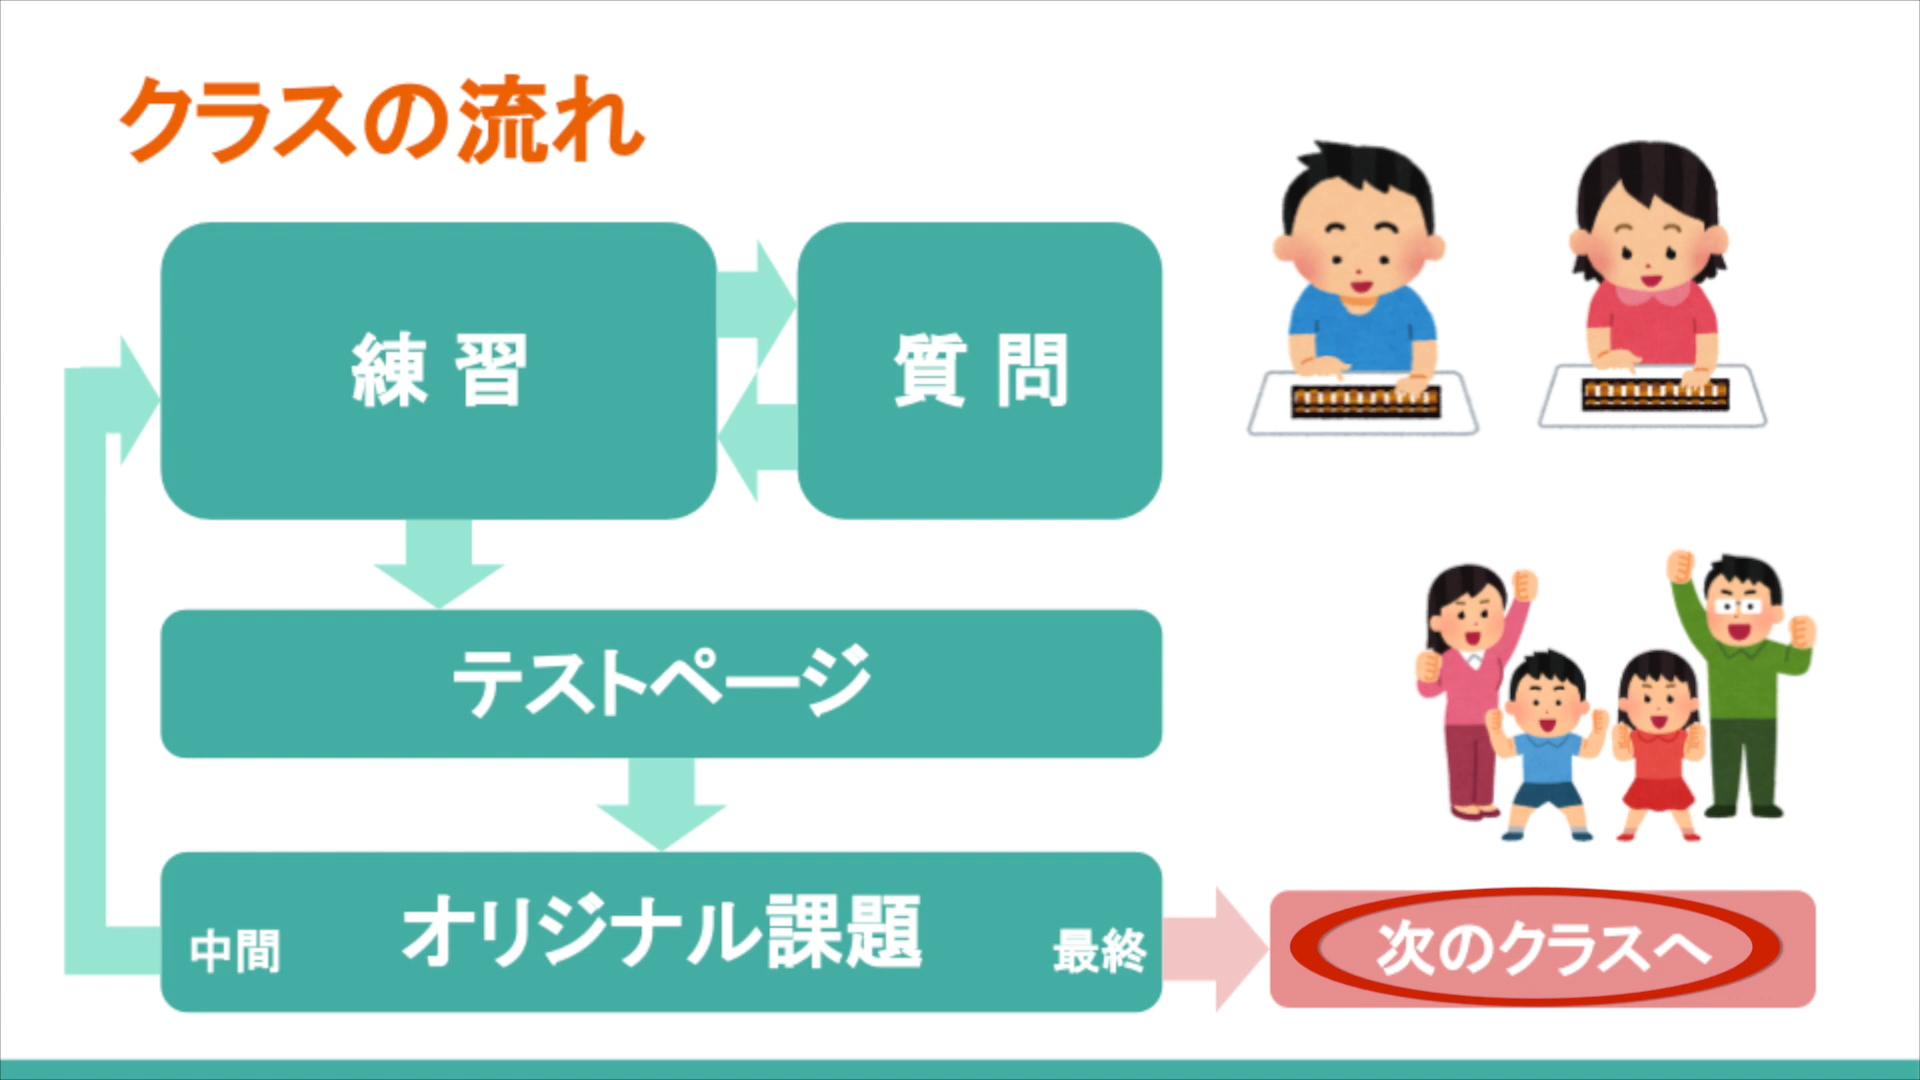 クラスの流れ
練習
質問
テストページ
オリジナル課題
中間
最終
次のクラスへ